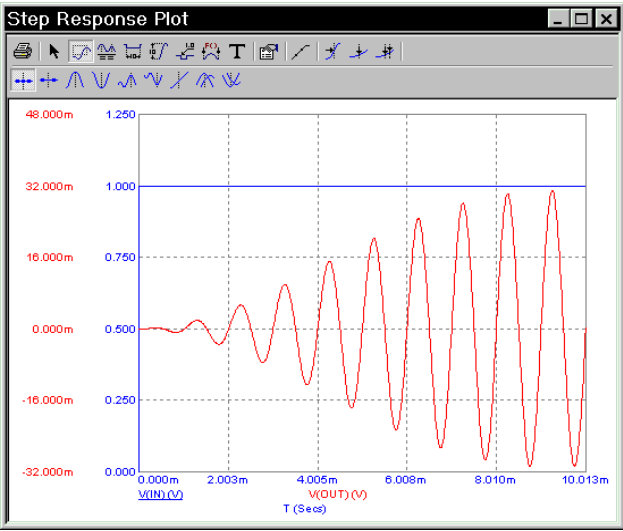 Step Response Plot
T
48.000m 1.250
32.000m 1.000
16.000m 0.750
0.000m 0.500
-16.000m 0.250
-32.000m 0.000
0.000m 2.003m 4.005m 6.008m 8.010m 10.013m
V(IN) (V) V(OUT) (V)
T (Secs)